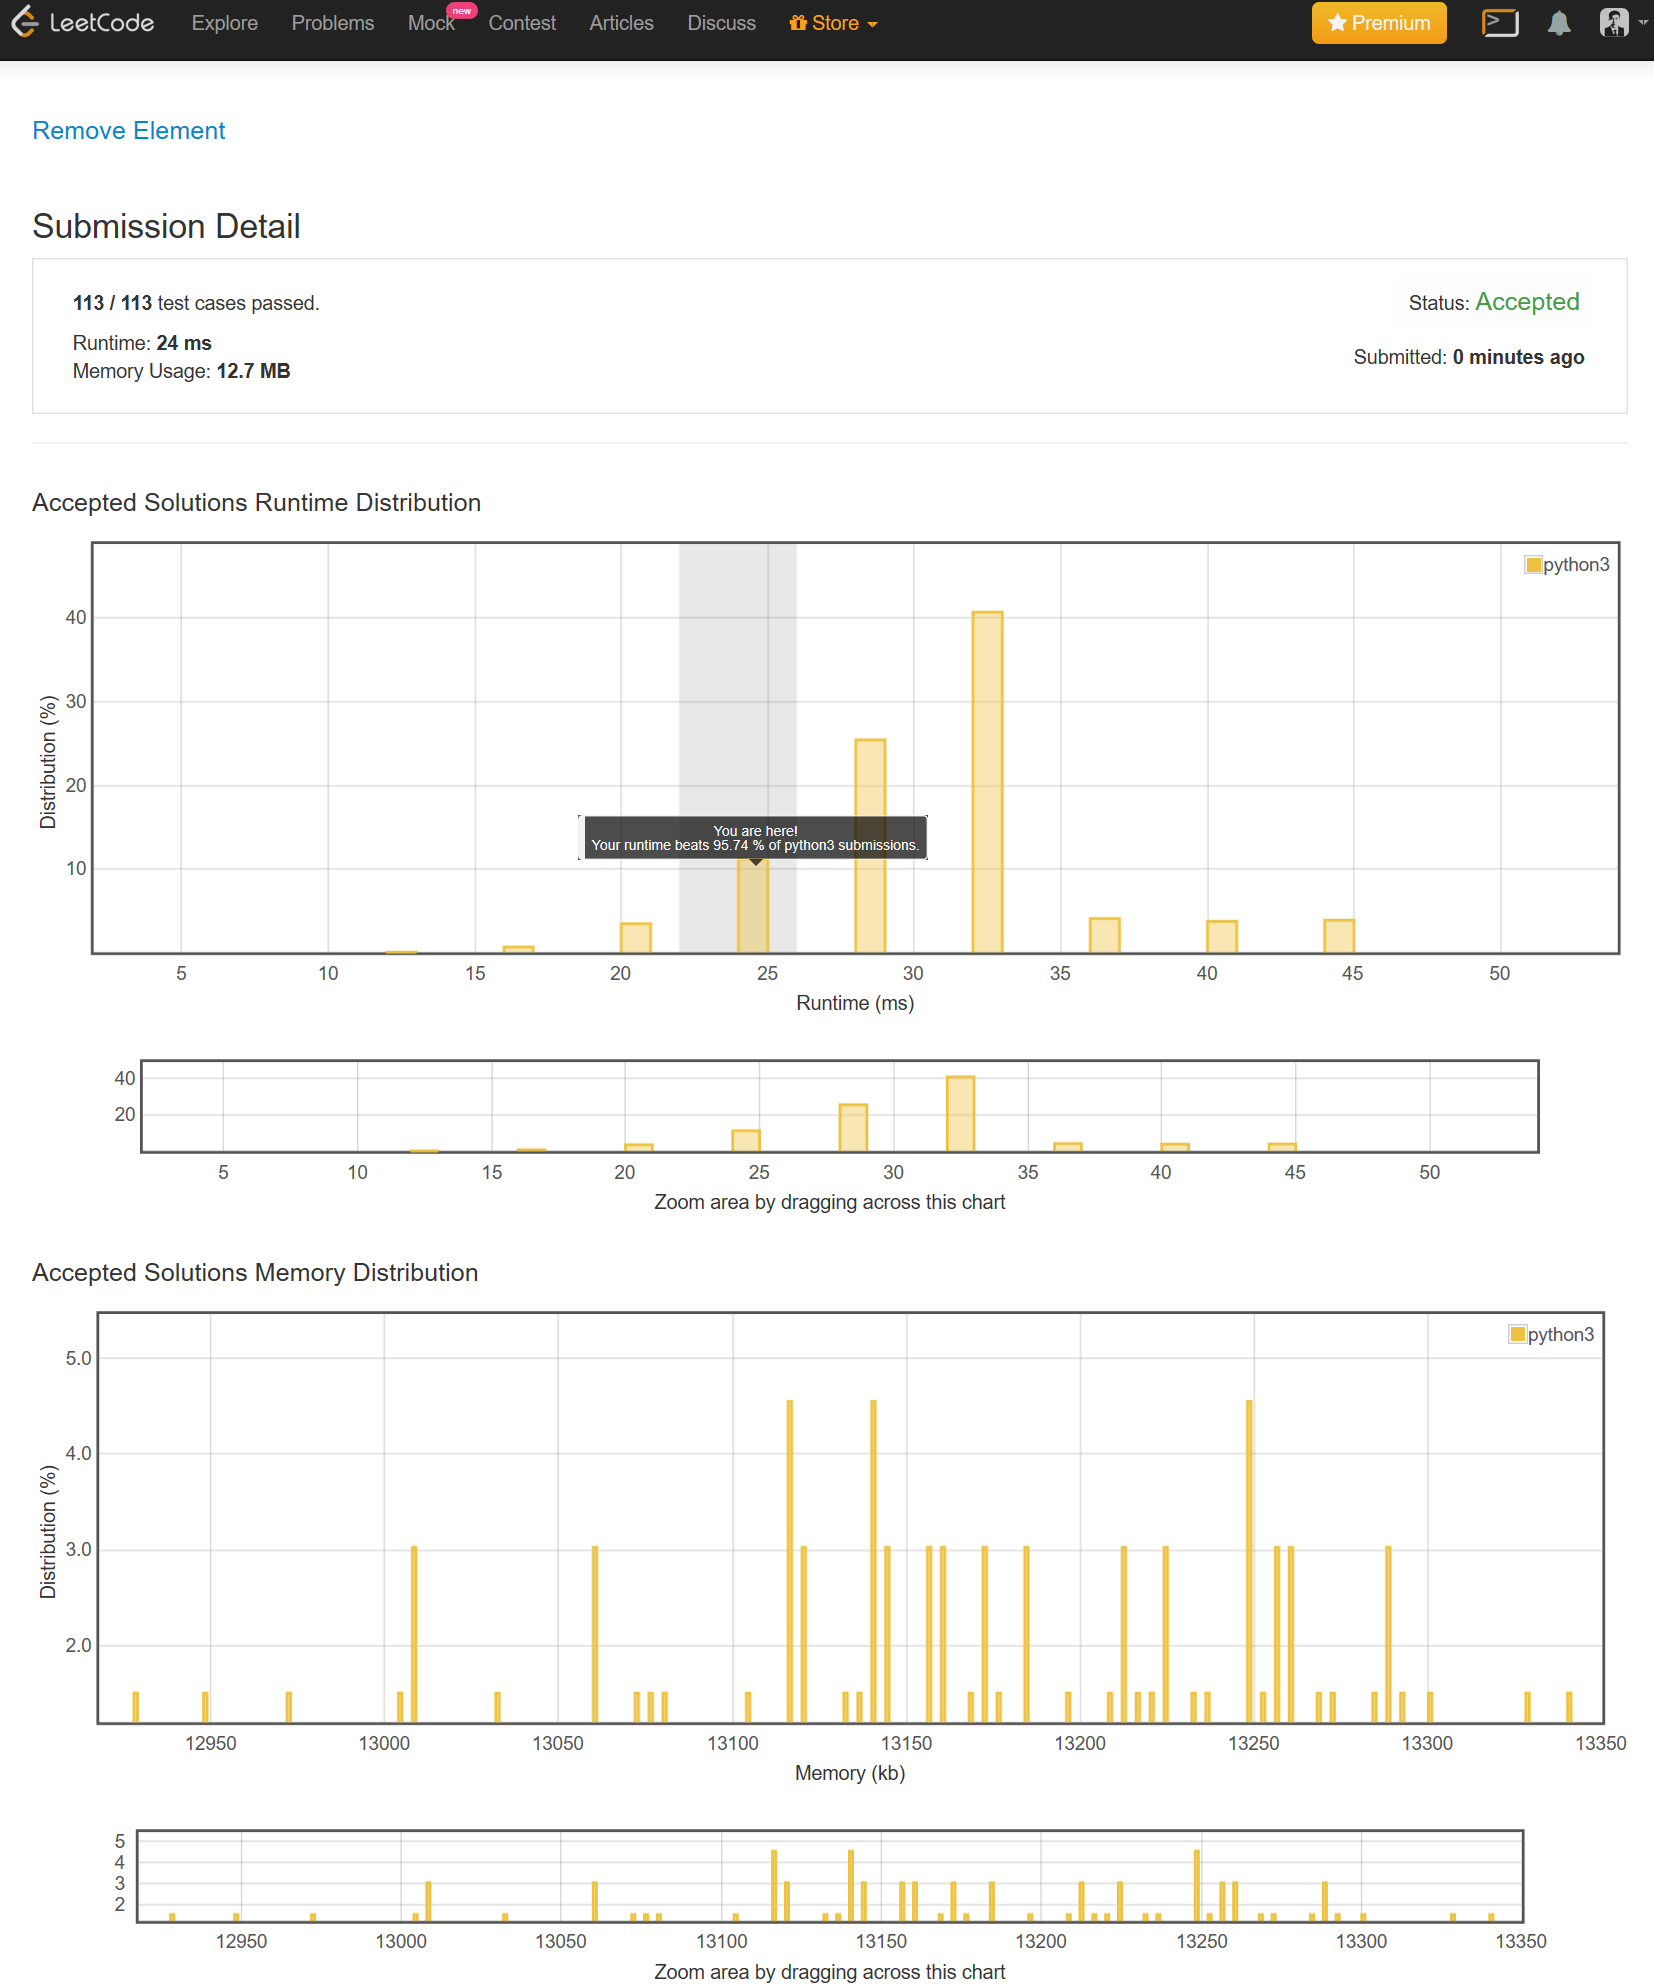 LeetCode Explore Problems Mock new Contest Articles Discuss Store Premium
Remove Element
Submission Detail
113 / 113 test cases passed.
Status: Accepted
Runtime: 24 ms
Submitted: 0 minutes ago
Memory Usage: 12.7 MB
Accepted Solutions Runtime Distribution
python3
40
30
20
10
Distribution (%)
You are here!
Your runtime beats 95.74 % of python3 submissions.
5 10 15 20 25 30 35 40 45 50
Runtime (ms)
40
20
5 10 15 20 25 30 35 40 45 50
Zoom area by dragging across this chart
Accepted Solutions Memory Distribution
python3
5.0
4.0
3.0
2.0
Distribution (%)
12950 13000 13050 13100 13150 13200 13250 13300 13350
Memory (kb)
5
4
3
2
12950 13000 13050 13100 13150 13200 13250 13300 13350
Zoom area by dragging across this chart